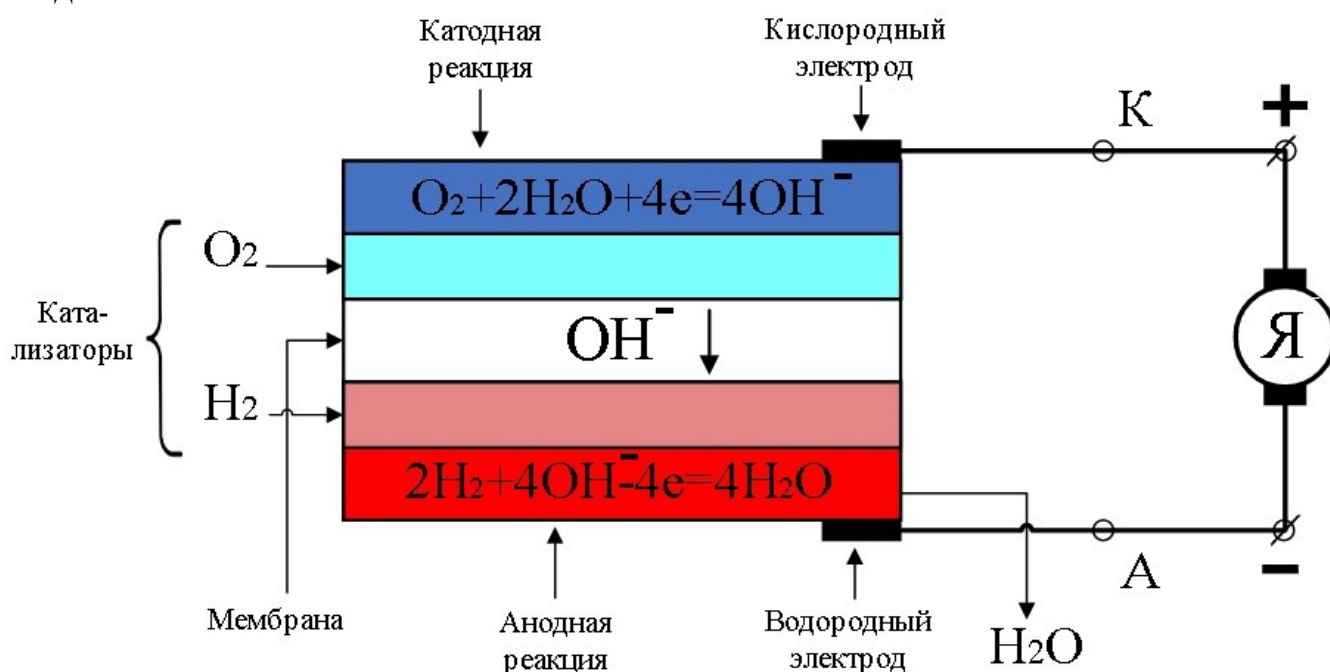 Катодная
реакция
Кислородный
электрод
К
+
O₂+2H₂O+4e=4OH⁻
O₂
Ката-
лизаторы
OH⁻
Я
H₂
2H₂+4OH⁻-4e=4H₂O
А
−
Мембрана
Анодная
реакция
Водородный
электрод
H₂O